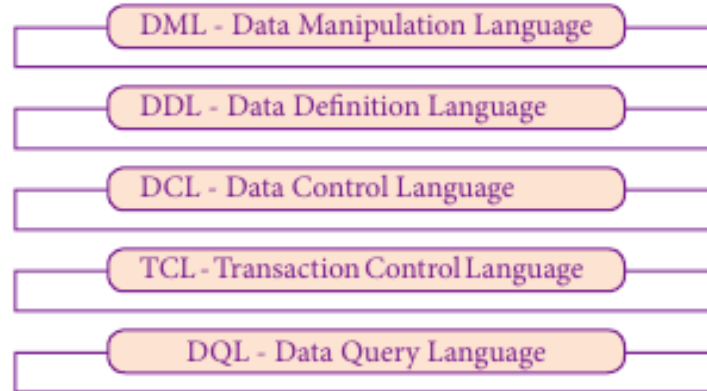 DML - Data Manipulation Language
DDL - Data Definition Language
DCL - Data Control Language
TCL - Transaction Control Language
DQL - Data Query Language